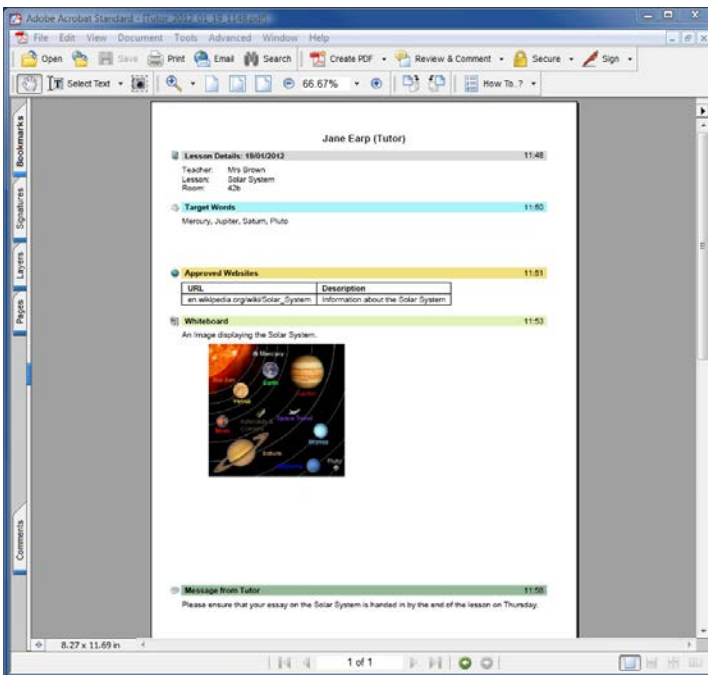 Adobe Acrobat Standard - [Tutor_2012_01_19_1148.pdf]
File Edit View Document Tools Advanced Window Help
Open Save Print Email Search Create PDF Review & Comment Secure Sign
Select Text 66.67% How To..?
Bookmarks
Signatures
Layers
Pages
Comments
Jane Earp (Tutor)
Lesson Details: 19/01/2012 11:48
Teacher: Mrs Brown
Lesson: Solar System
Room: 42b
Target Words 11:50
Mercury, Jupiter, Saturn, Pluto
Approved Websites 11:51
URL Description
en.wikipedia.org/wiki/Solar_System Information about the Solar System
Whiteboard 11:53
An Image displaying the Solar System.
Mercury
Earth
Venus
Saturn
Pluto
Message from Tutor 11:58
Please ensure that your essay on the Solar System is handed in by the end of the lesson on Thursday.
8.27 x 11.69 in
1 of 1